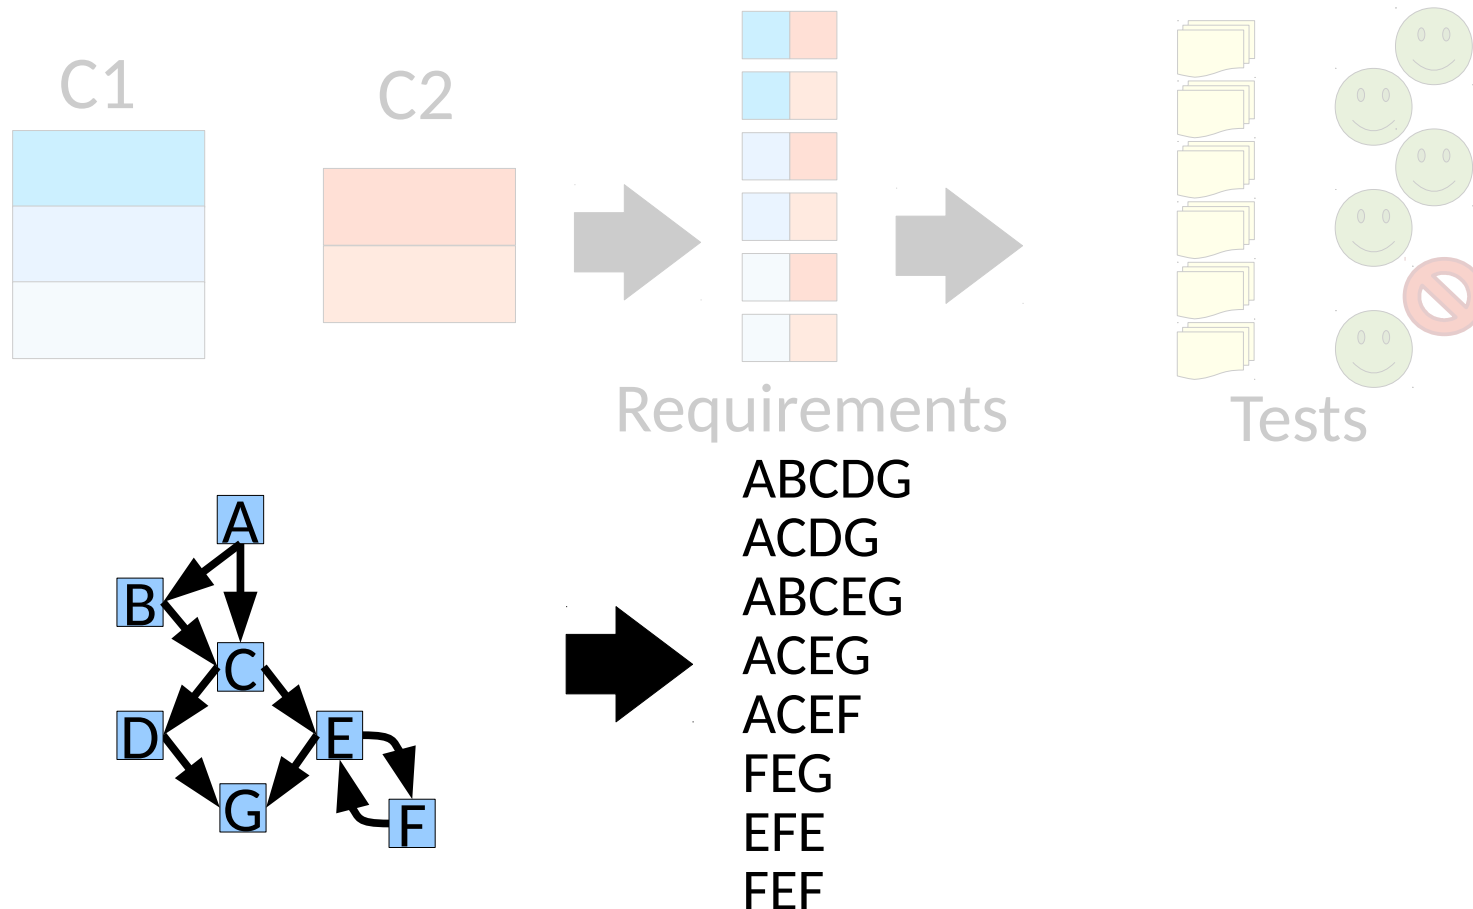 C1
C2
Requirements
Tests
A
B
C
D
E
G
F
ABCDG
ACDG
ABCEG
ACEG
ACEF
FEG
EFE
FEF